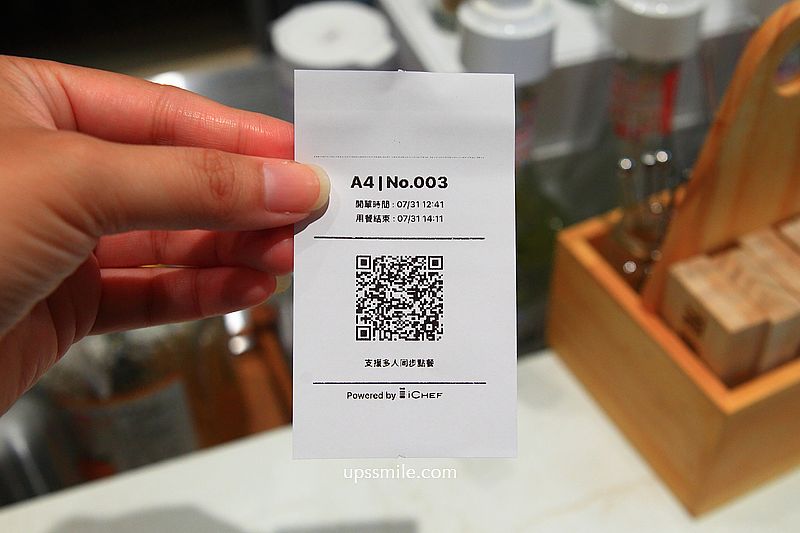 A4 | No.003
開單時間 : 07/31 12:41
用餐結束 : 07/31 14:11
支援多人同步點餐
Powered by iCHEF
upssmile.com